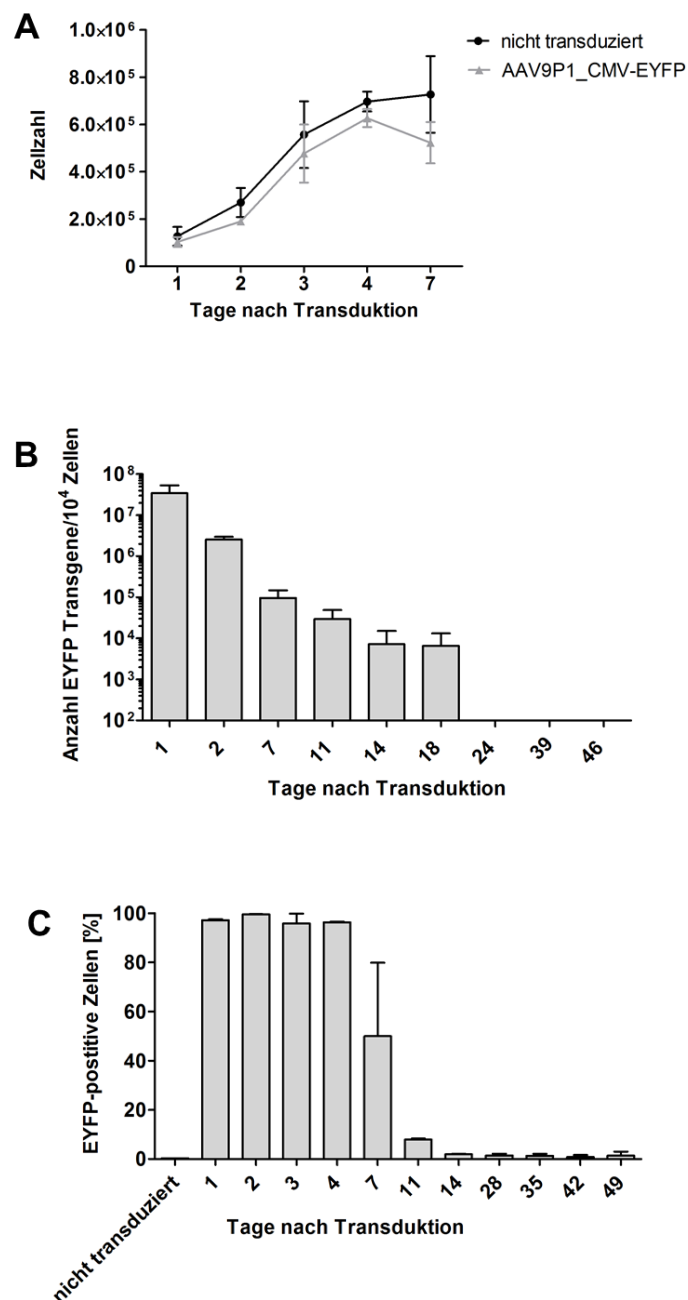 A
nicht transduziert
AAV9P1_CMV-EYFP
Zellzahl
1.0×10⁶
8.0×10⁵
6.0×10⁵
4.0×10⁵
2.0×10⁵
0
1 2 3 4 7
Tage nach Transduktion
B
Anzahl EYFP Transgene/10⁴ Zellen
10⁸
10⁷
10⁶
10⁵
10⁴
10³
10²
1 2 7 11 14 18 24 39 46
Tage nach Transduktion
C
EYFP-postitive Zellen [%]
100
80
60
40
20
0
nicht transduziert 1 2 3 4 7 11 14 28 35 42 49
Tage nach Transduktion